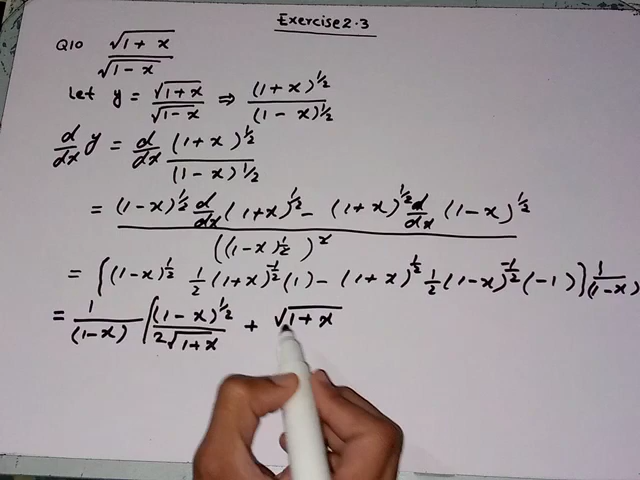 Exercise 2.3
Q10 √(1 + x) / √(1 - x)
Let y = √(1+x) / √(1-x) ⇒ (1+x)^½ / (1-x)^½
d/dx y = d/dx (1+x)^½ / (1-x)^½
= ((1-x)^½ d/dx (1+x)^½ - (1+x)^½ d/dx (1-x)^½) / ((1-x)^½)²
= {(1-x)^½ ½(1+x)^-½ (1) - (1+x)^½ ½(1-x)^-½ (-1)} 1/(1-x)
= 1/(1-x) [(1-x)^½ / 2√(1+x) + √(1+x)